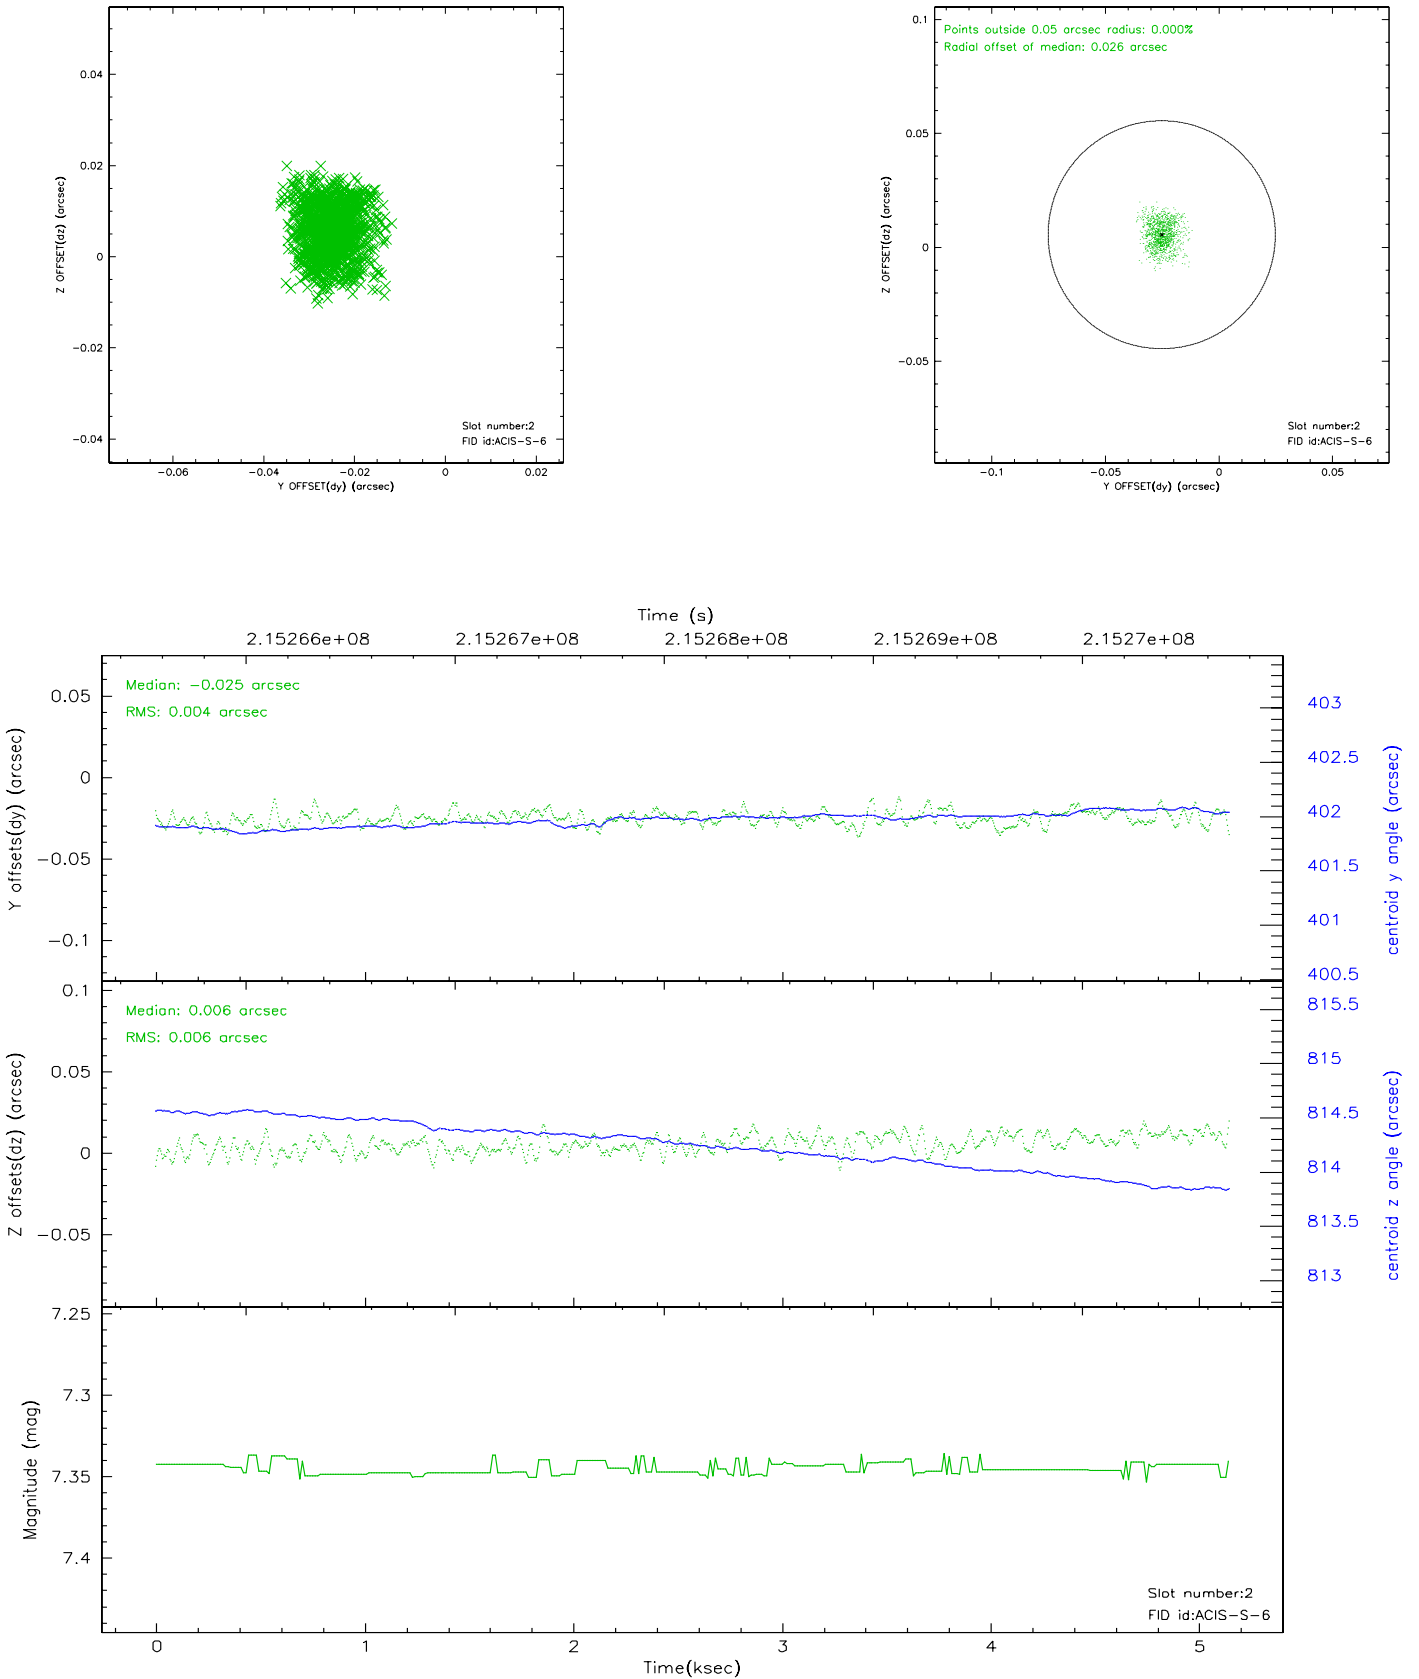 0.04
0.02
0
−0.02
−0.04
Z OFFSET(dz) (arcsec)
Slot number:2
FID id:ACIS−S−6
−0.06
−0.04
−0.02
0
0.02
Y OFFSET(dy) (arcsec)
Points outside 0.05 arcsec radius: 0.000%
Radial offset of median: 0.026 arcsec
0.1
0.05
0
−0.05
Z OFFSET(dz) (arcsec)
Slot number:2
FID id:ACIS−S−6
−0.1
−0.05
0
0.05
Y OFFSET(dy) (arcsec)
Time (s)
2.15266e+08
2.15267e+08
2.15268e+08
2.15269e+08
2.1527e+08
Median: −0.025 arcsec
RMS: 0.004 arcsec
0.05
0
−0.05
−0.1
Y offsets(dy) (arcsec)
403
402.5
402
401.5
401
400.5
centroid y angle (arcsec)
Median: 0.006 arcsec
RMS: 0.006 arcsec
0.1
0.05
0
−0.05
Z offsets(dz) (arcsec)
815.5
815
814.5
814
813.5
813
centroid z angle (arcsec)
7.25
7.3
7.35
7.4
Magnitude (mag)
Slot number:2
FID id:ACIS−S−6
0
1
2
3
4
5
Time(ksec)